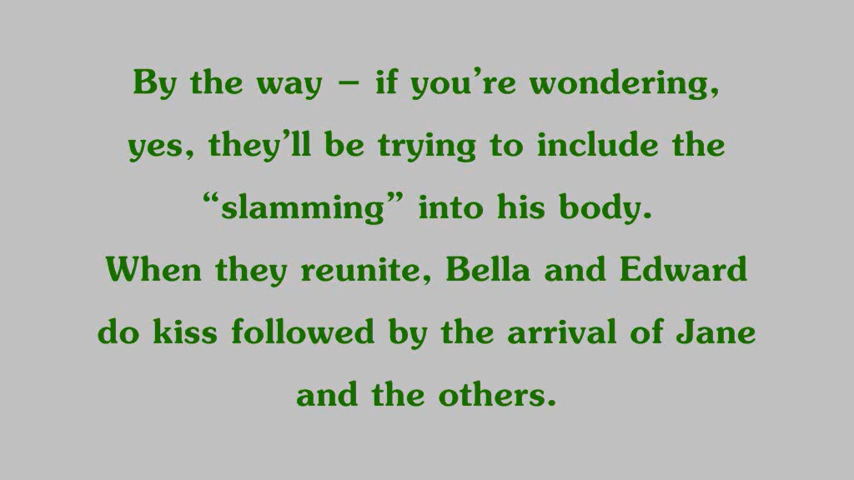 By the way – if you’re wondering,
yes, they’ll be trying to include the
“slamming” into his body.
When they reunite, Bella and Edward
do kiss followed by the arrival of Jane
and the others.